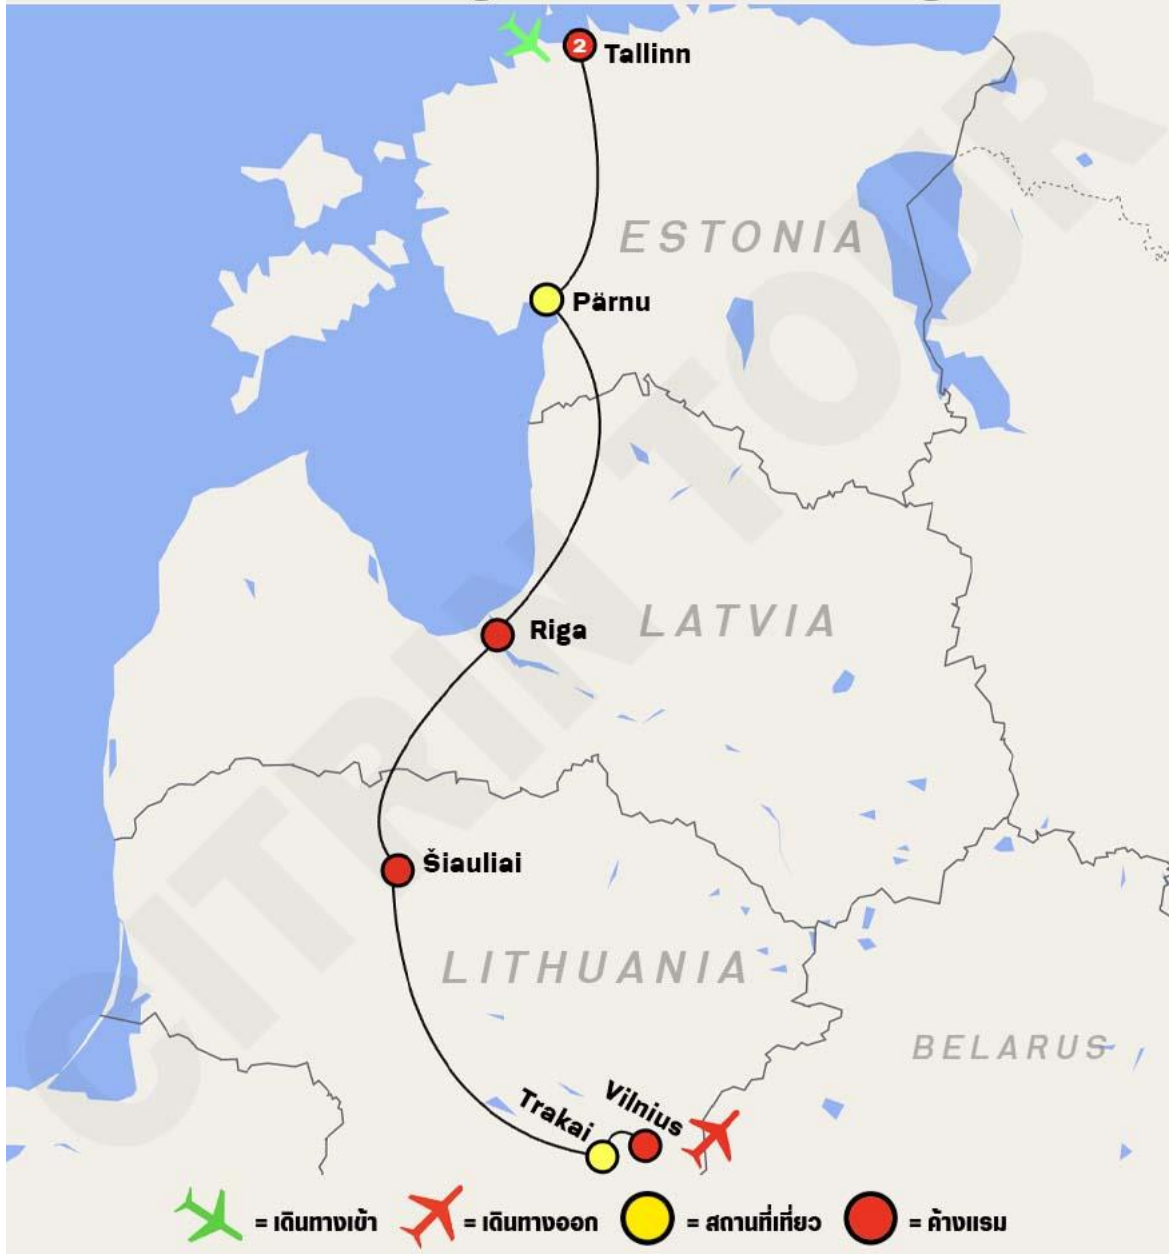 2 Tallinn
ESTONIA
Pärnu
LATVIA
Riga
Šiauliai
LITHUANIA
BELARUS
Trakai
Vilnius
= เดินทางเข้า = เดินทางออก = สถานที่เที่ยว = ค้างแรม
CITRIN TOUR